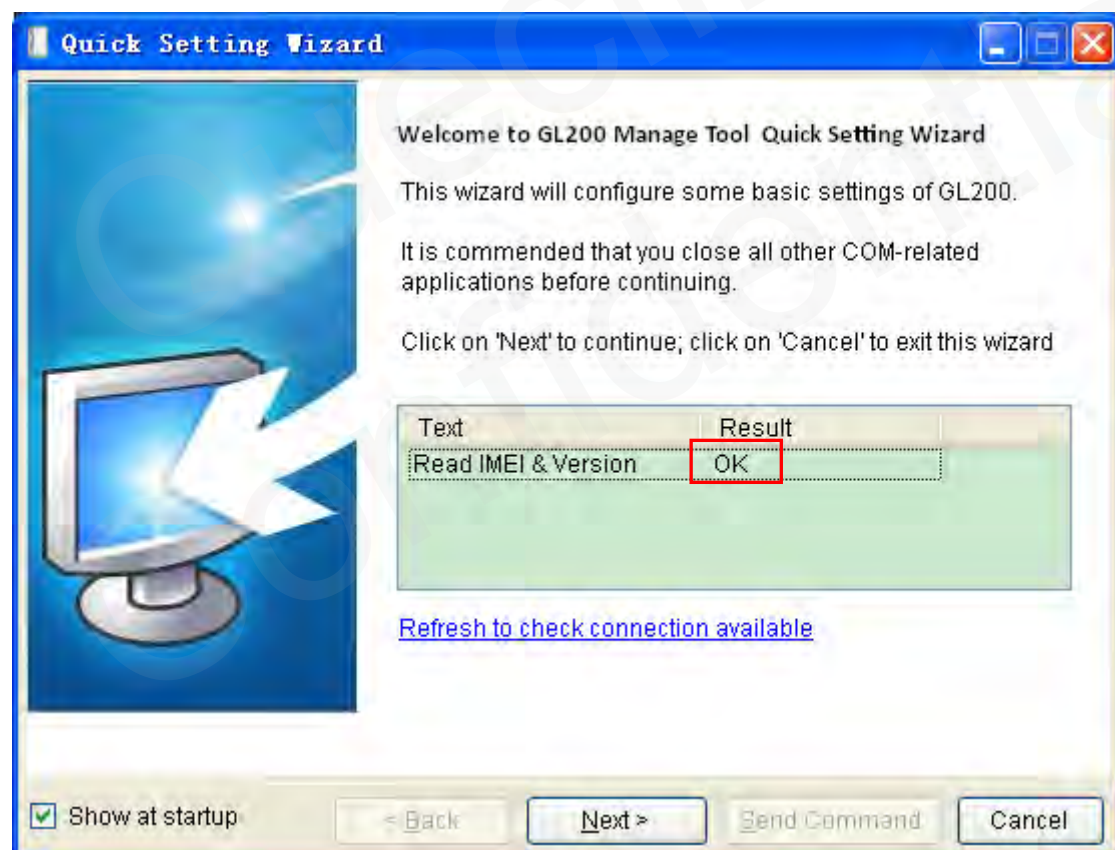 Quick Setting Wizard
Welcome to GL200 Manage Tool Quick Setting Wizard
This wizard will configure some basic settings of GL200.
It is commended that you close all other COM-related
applications before continuing.
Click on 'Next' to continue; click on 'Cancel' to exit this wizard
Text Result
Read IMEI & Version OK
Refresh to check connection available
Show at startup < Back Next > Send Command Cancel